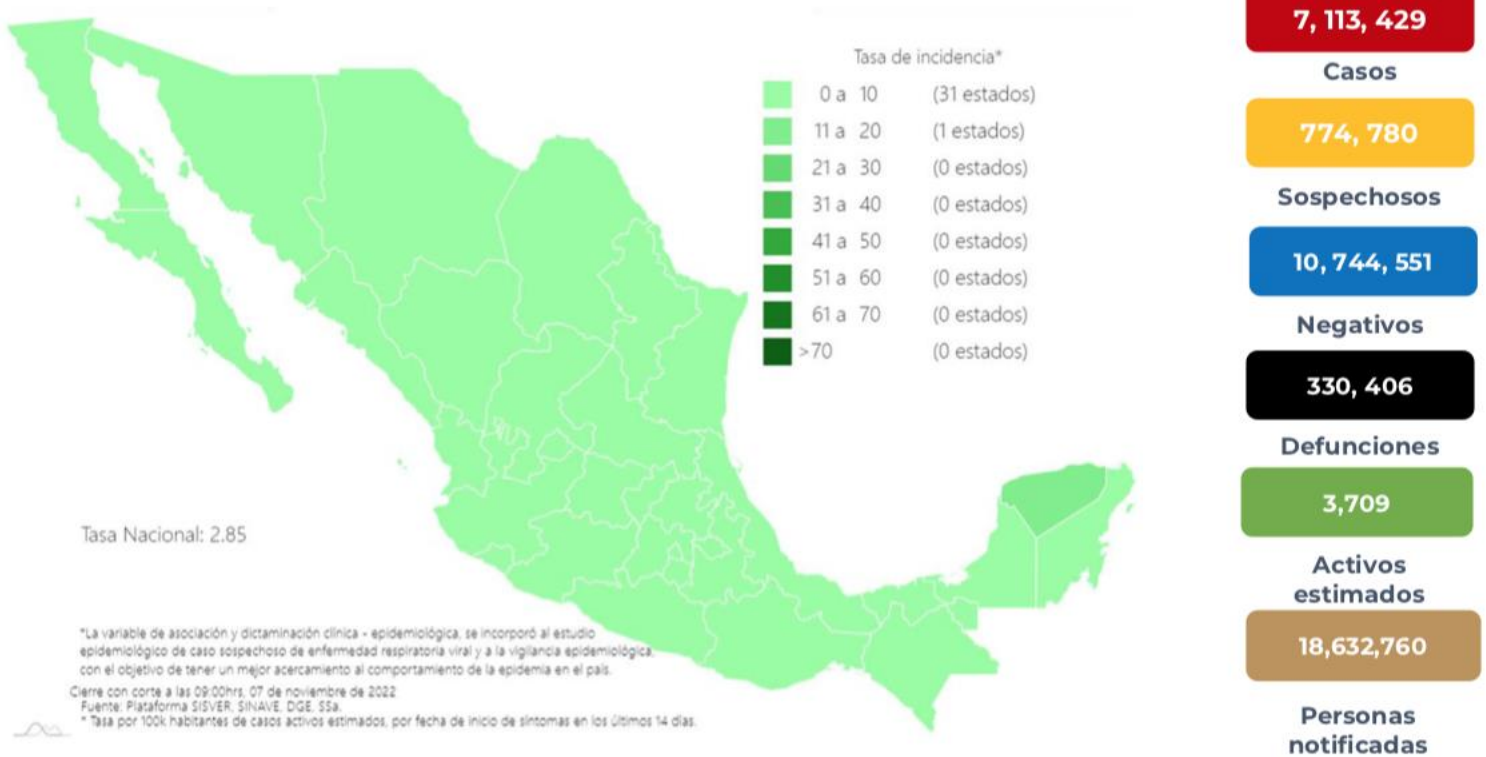 Tasa de incidencia*
0 a 10 (31 estados)
11 a 20 (1 estados)
21 a 30 (0 estados)
31 a 40 (0 estados)
41 a 50 (0 estados)
51 a 60 (0 estados)
61 a 70 (0 estados)
>70 (0 estados)
Tasa Nacional: 2.85
*La variable de asociación y dictaminación clínica - epidemiológica, se incorporó al estudio
epidemiológico de caso sospechoso de enfermedad respiratoria viral y a la vigilancia epidemiológica,
con el objetivo de tener un mejor acercamiento al comportamiento de la epidemia en el país.
Cierre con corte a las 09:00hrs, 07 de noviembre de 2022
Fuente: Plataforma SISVER, SINAVE, DGE, SSa.
* Tasa por 100k habitantes de casos activos estimados, por fecha de inicio de síntomas en los últimos 14 días.
7, 113, 429
Casos
774, 780
Sospechosos
10, 744, 551
Negativos
330, 406
Defunciones
3,709
Activos
estimados
18,632,760
Personas
notificadas